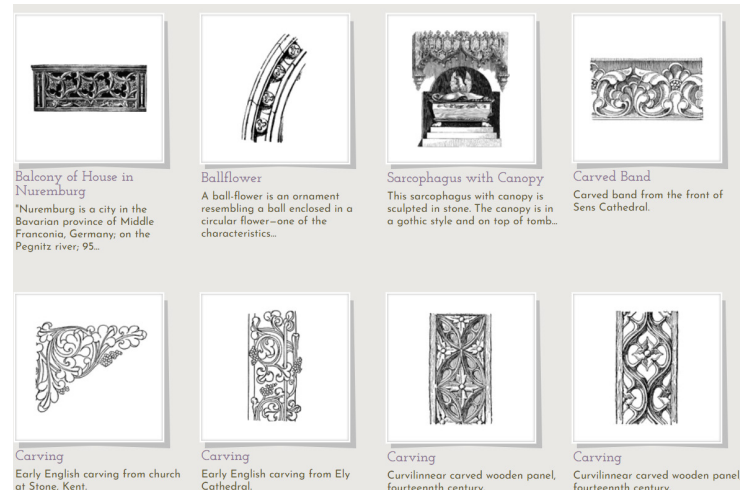 Balcony of House in
Nuremburg
"Nuremburg is a city in the
Bavarian province of Middle
Franconia, Germany; on the
Pegnitz river; 95…
Ballflower
A ball-flower is an ornament
resembling a ball enclosed in a
circular flower—one of the
characteristics…
Sarcophagus with Canopy
This sarcophagus with canopy is
sculpted in stone. The canopy is in
a gothic style and on top of tomb…
Carved Band
Carved band from the front of
Sens Cathedral.
Carving
Early English carving from church
at Stone, Kent.
Carving
Early English carving from Ely
Cathedral.
Carving
Curvilinnear carved wooden panel,
fourteennth century.
Carving
Curvilinnear carved wooden panel,
fourteennth century.